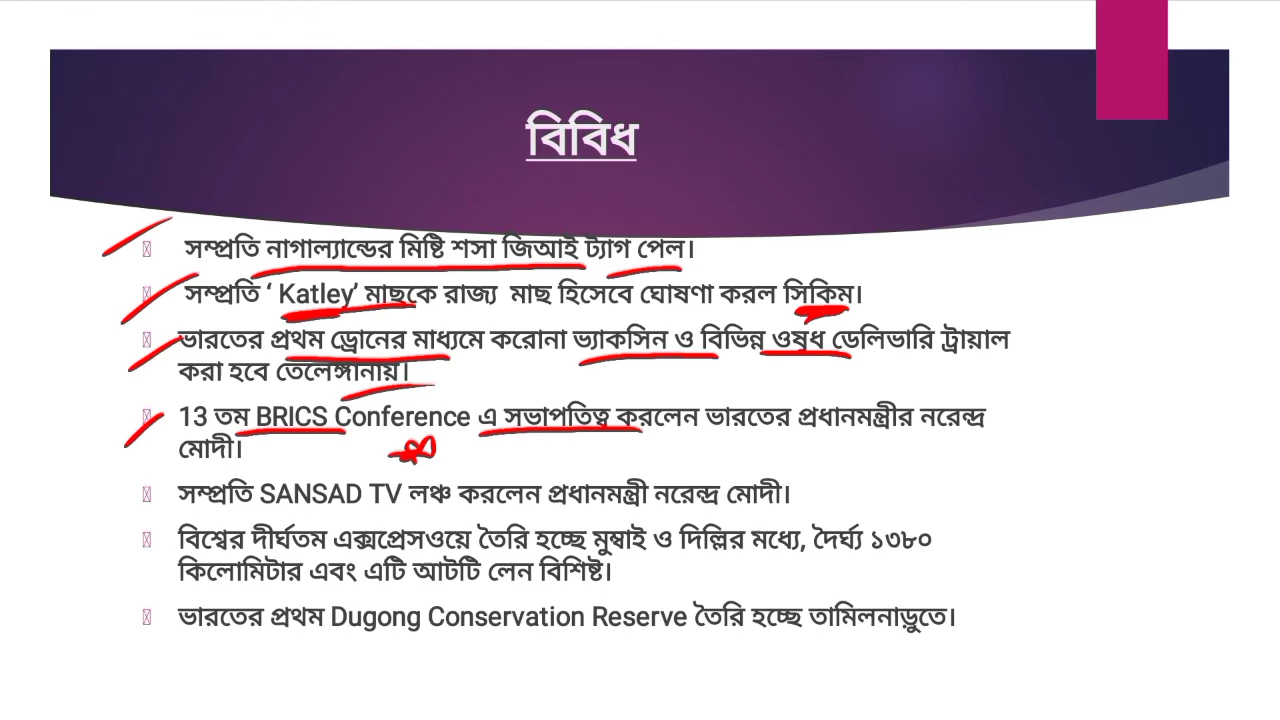 বিবিধ
সম্প্রতি নাগাল্যান্ডের মিষ্টি শসা জিআই ট্যাগ পেল।
সম্প্রতি ‘ Katley’ মাছকে রাজ্য মাছ হিসেবে ঘোষণা করল সিকিম।
ভারতের প্রথম ড্রোনের মাধ্যমে করোনা ভ্যাকসিন ও বিভিন্ন ওষুধ ডেলিভারি ট্রায়াল
করা হবে তেলেঙ্গানায়।
13 তম BRICS Conference এ সভাপতিত্ব করলেন ভারতের প্রধানমন্ত্রীর নরেন্দ্র
মোদী।
সম্প্রতি SANSAD TV লঞ্চ করলেন প্রধানমন্ত্রী নরেন্দ্র মোদী।
বিশ্বের দীর্ঘতম এক্সপ্রেসওয়ে তৈরি হচ্ছে মুম্বাই ও দিল্লির মধ্যে, দৈর্ঘ্য ১৩৮০
কিলোমিটার এবং এটি আটটি লেন বিশিষ্ট।
ভারতের প্রথম Dugong Conservation Reserve তৈরি হচ্ছে তামিলনাড়ুতে।